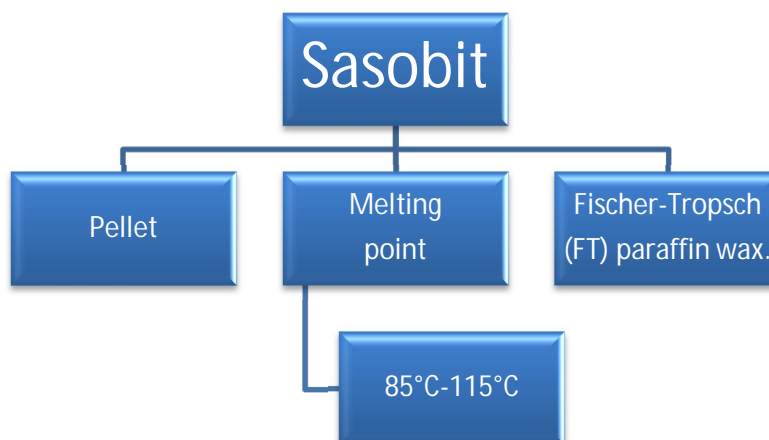 Sasobit
Pellet
Melting
point
Fischer-Tropsch
(FT) paraffin wax.
85°C-115°C